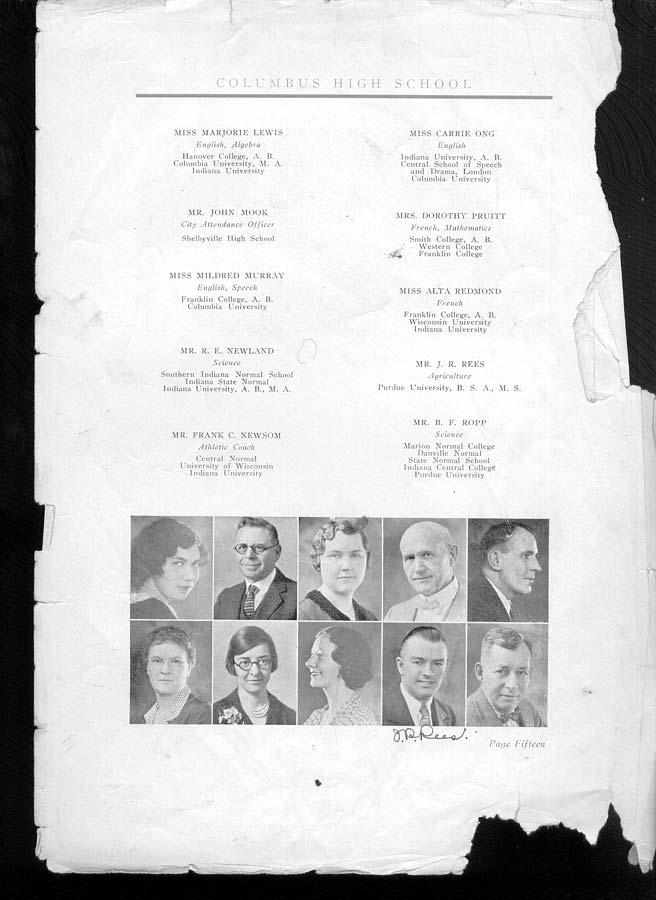 COLUMBUS HIGH SCHOOL
MISS MARJORIE LEWIS
English, Algebra
Hanover College, A. B.
Columbia University, M. A.
Indiana University
MR. JOHN MOOK
City Attendance Officer
Shelbyville High School
MISS MILDRED MURRAY
English, Speech
Franklin College, A. B.
Columbia University
MR. R. E. NEWLAND
Science
Southern Indiana Normal School
Indiana State Normal
Indiana University, A. B., M. A.
MR. FRANK C. NEWSOM
Athletic Coach
Central Normal
University of Wisconsin
Indiana University
MISS CARRIE ONG
English
Indiana University, A. B.
Central School of Speech
and Drama, London
Columbia University
MRS. DOROTHY PRUITT
French, Mathematics
Smith College, A. B.
Western College
Franklin College
MISS ALTA REDMOND
French
Franklin College, A. B.
Wisconsin University
Indiana University
MR. J. R. REES
Agriculture
Purdue University, B. S. A., M. S.
MR. B. F. ROPP
Science
Marion Normal College
Danville Normal
State Normal School
Indiana Central College
Purdue University
J.R. Rees.
Page Fifteen